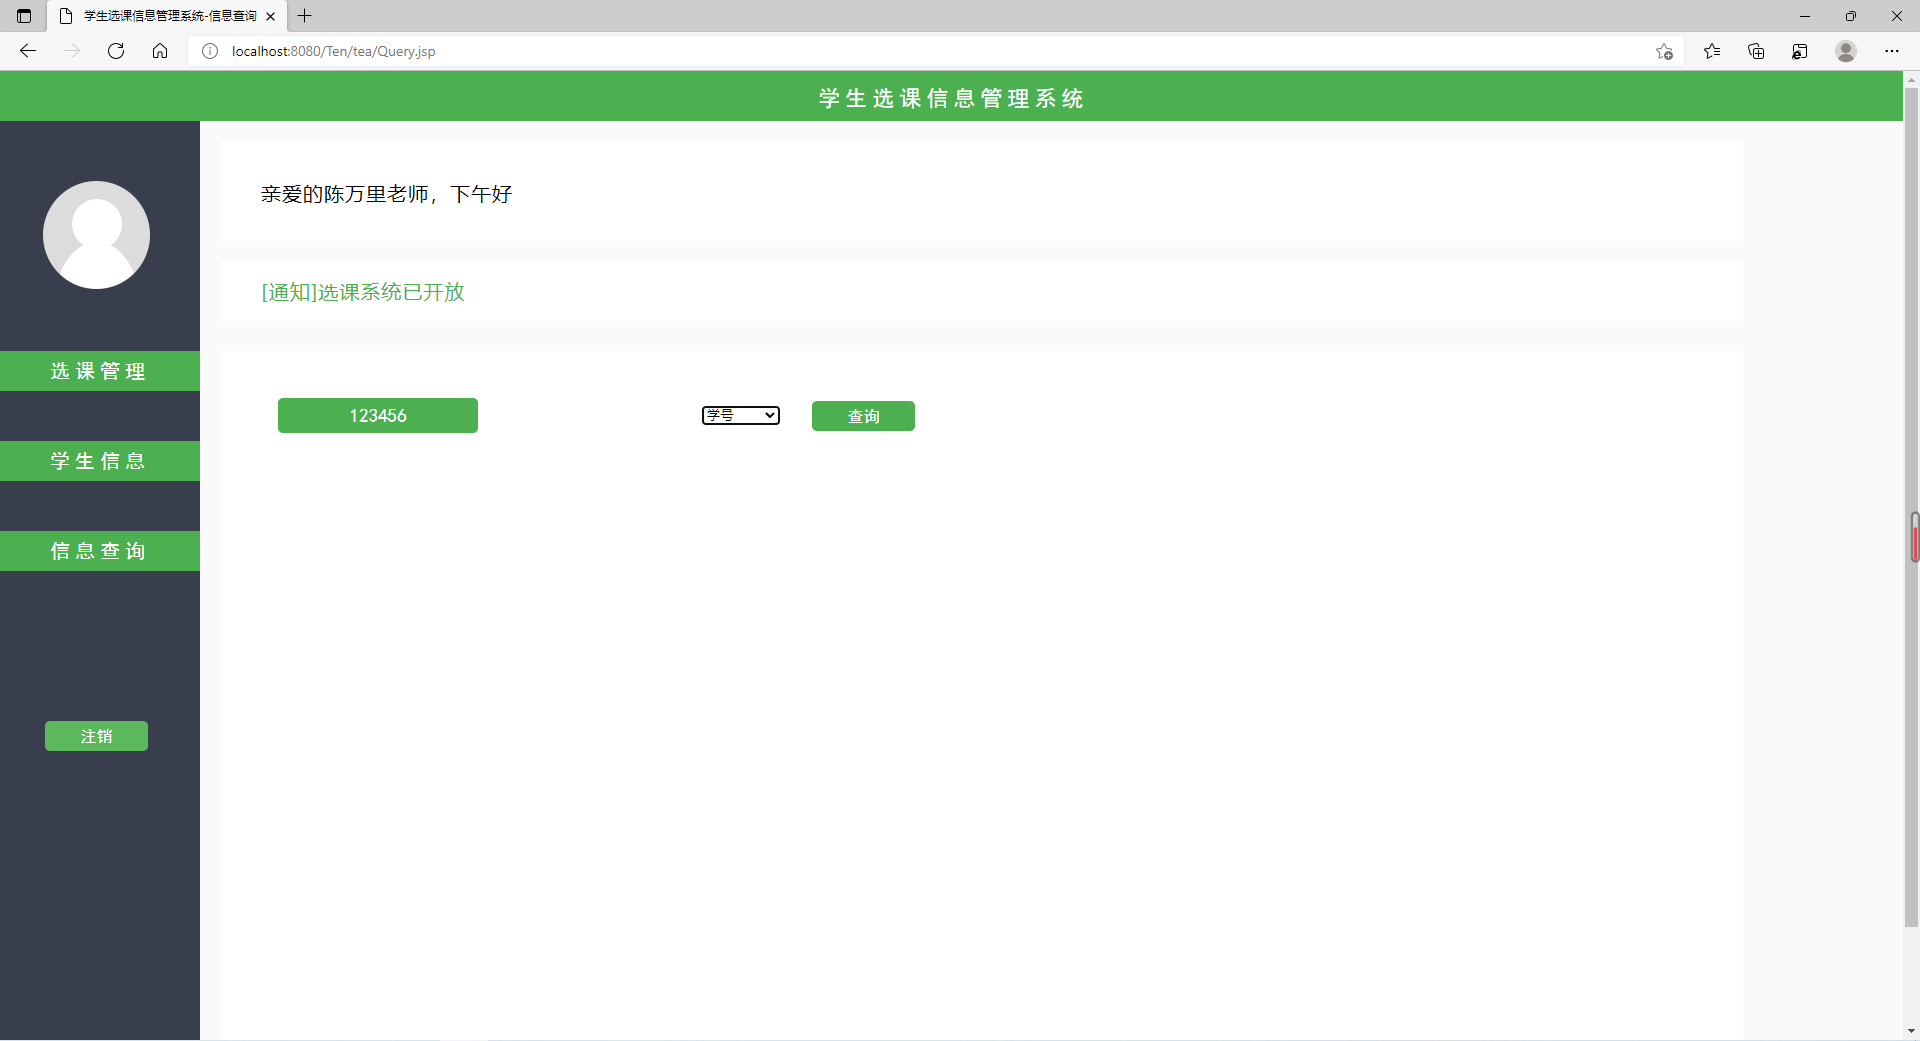 学生选课信息管理系统-信息查询
localhost:8080/Ten/tea/Query.jsp
学生选课信息管理系统
亲爱的陈万里老师，下午好
[通知]选课系统已开放
选课管理
123456
学号
查询
学生信息
信息查询
注销